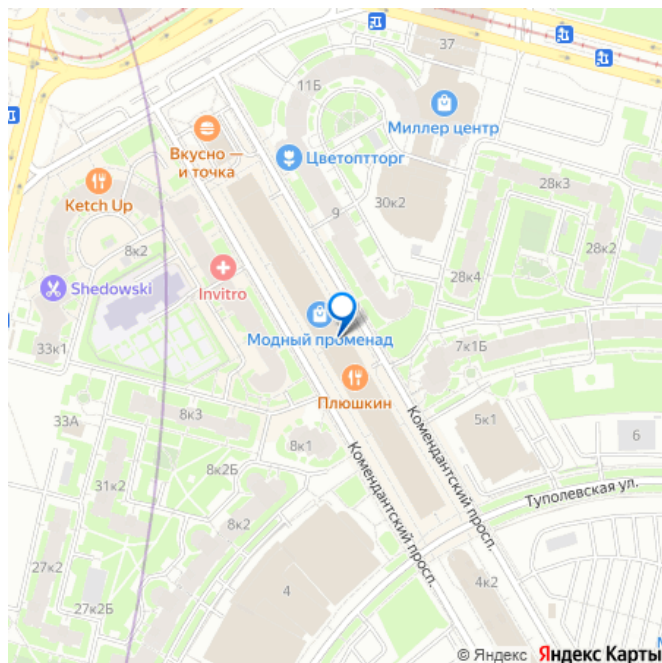 37
11Б
Миллер центр
Вкусно —
и точка
Цветоптторг
28к3
Ketch Up
9
30к2
8к2
28к2
28к4
Shedowski
Invitro
Модный променад
33к1
7к1Б
Плюшкин
8к3
33А
5к1
6
8к1
Комендантский просп.
Комендантский просп.
8к2Б
31к2
Туполевская ул.
8к2
27к2
4
4к2
27к2Б
© Яндекс Яндекс Карты